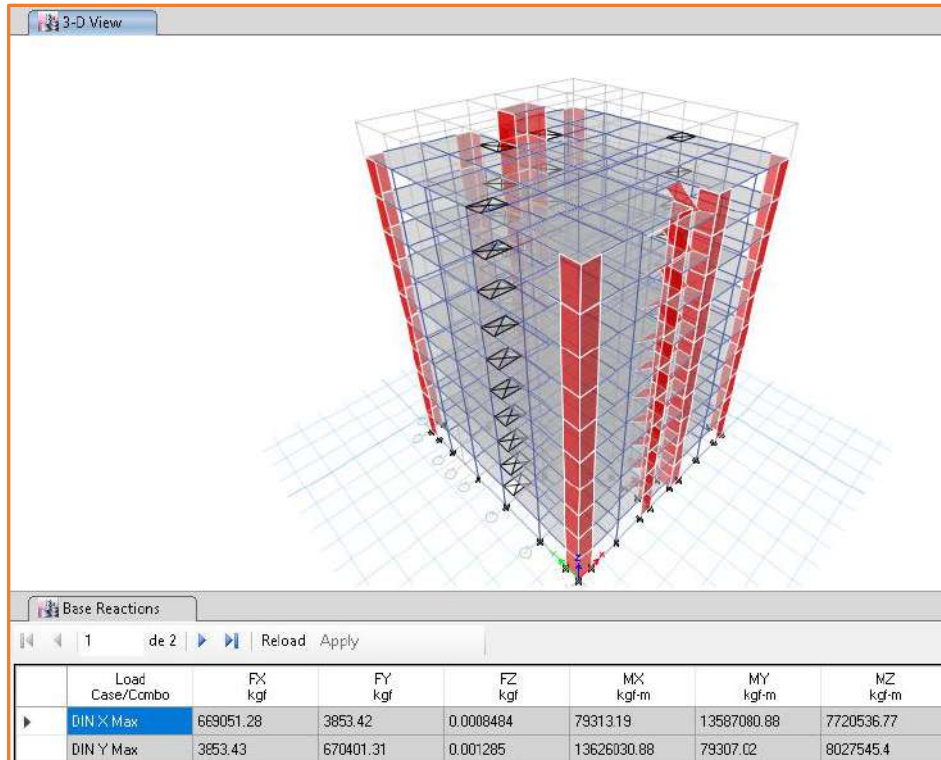 3-D View
Base Reactions
1 de 2 Reload Apply
Load Case/Combo FX kgf FY kgf FZ kgf MX kgf-m MY kgf-m MZ kgf-m
DIN X Max 669051.28 3853.42 0.0008484 79313.19 13587080.88 7720536.77
DIN Y Max 3853.43 670401.31 0.001285 13626030.88 79307.02 8027545.4